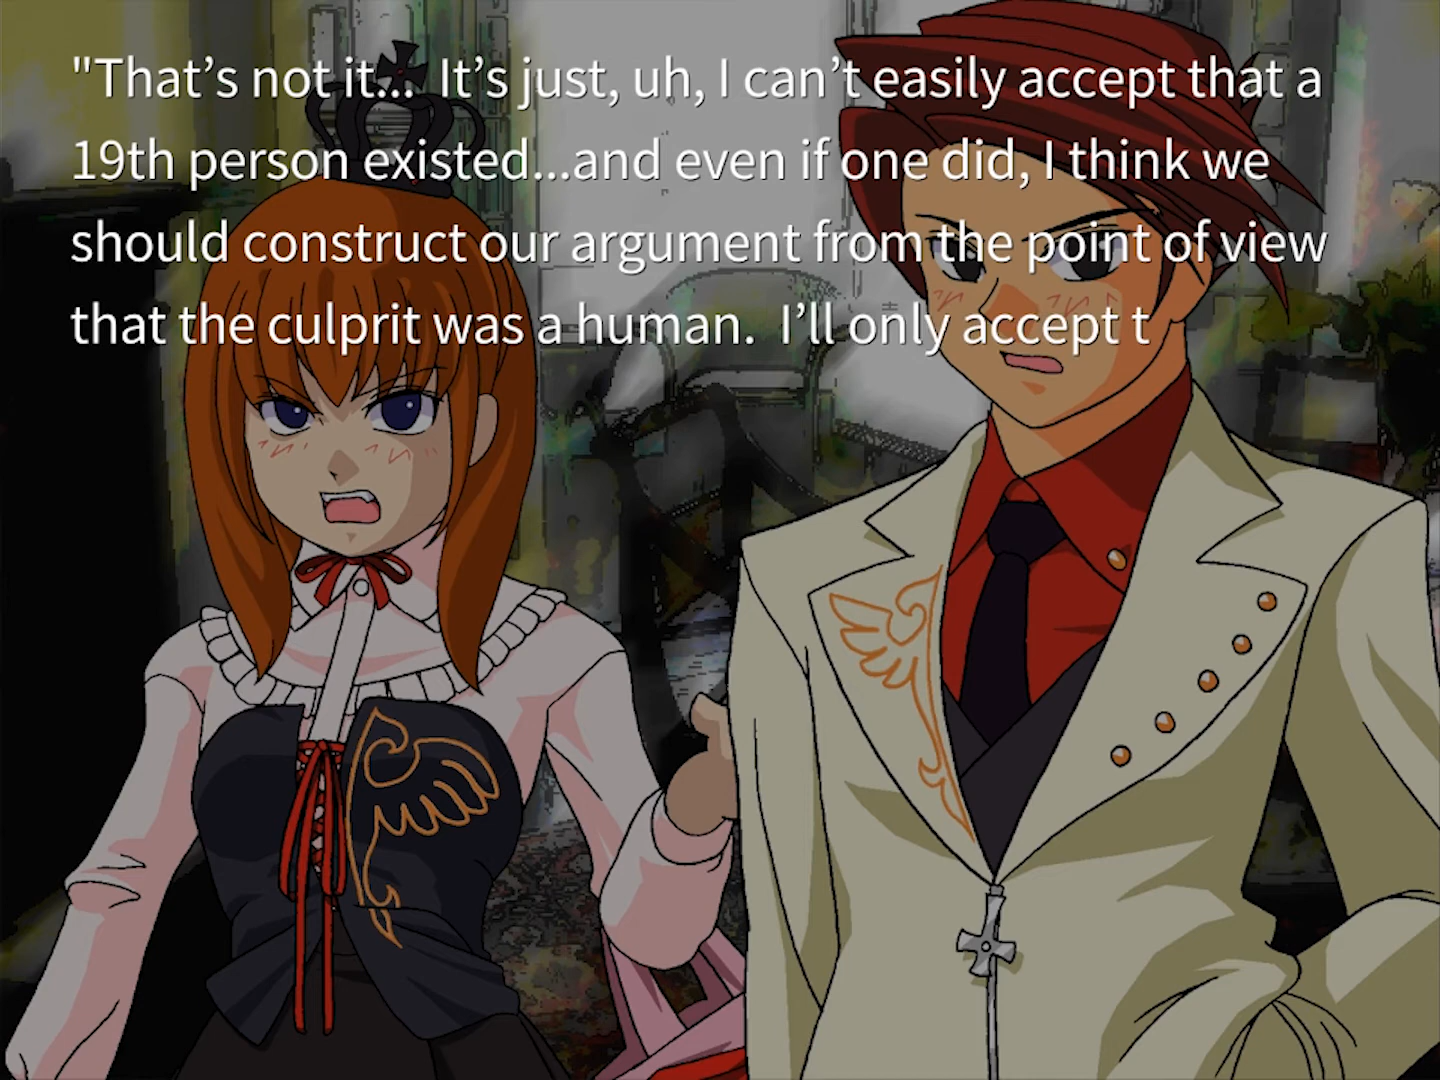 "That’s not it...  It’s just, uh, I can’t easily accept that a
19th person existed...and even if one did, I think we
should construct our argument from the point of view
that the culprit was a human.  I’ll only accept t